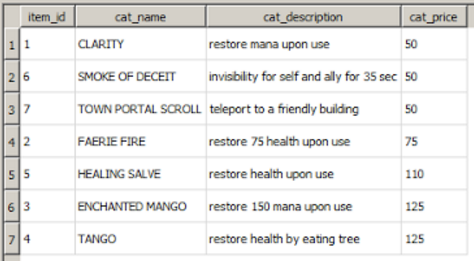 item_id cat_name cat_description cat_price
1 1 CLARITY restore mana upon use 50
2 6 SMOKE OF DECEIT invisibility for self and ally for 35 sec 50
3 7 TOWN PORTAL SCROLL teleport to a friendly building 50
4 2 FAERIE FIRE restore 75 health upon use 75
5 5 HEALING SALVE restore health upon use 110
6 3 ENCHANTED MANGO restore 150 mana upon use 125
7 4 TANGO restore health by eating tree 125